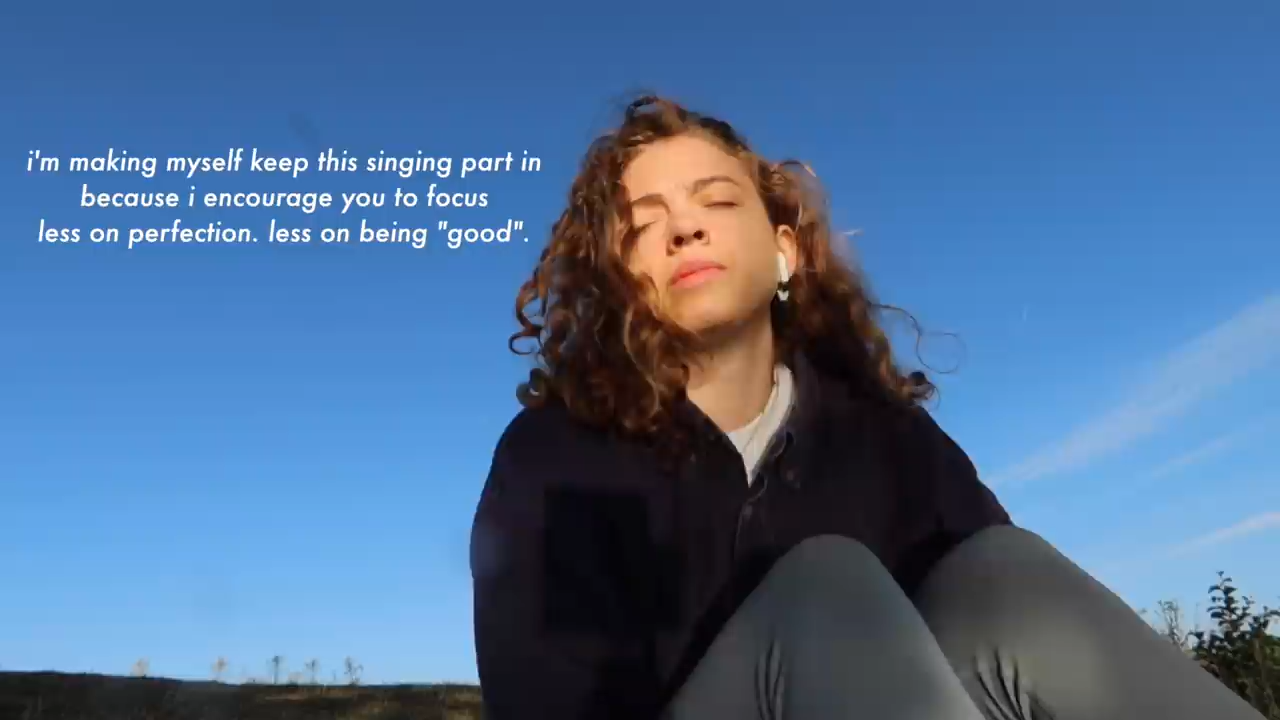 i'm making myself keep this singing part in
because i encourage you to focus
less on perfection. less on being "good".